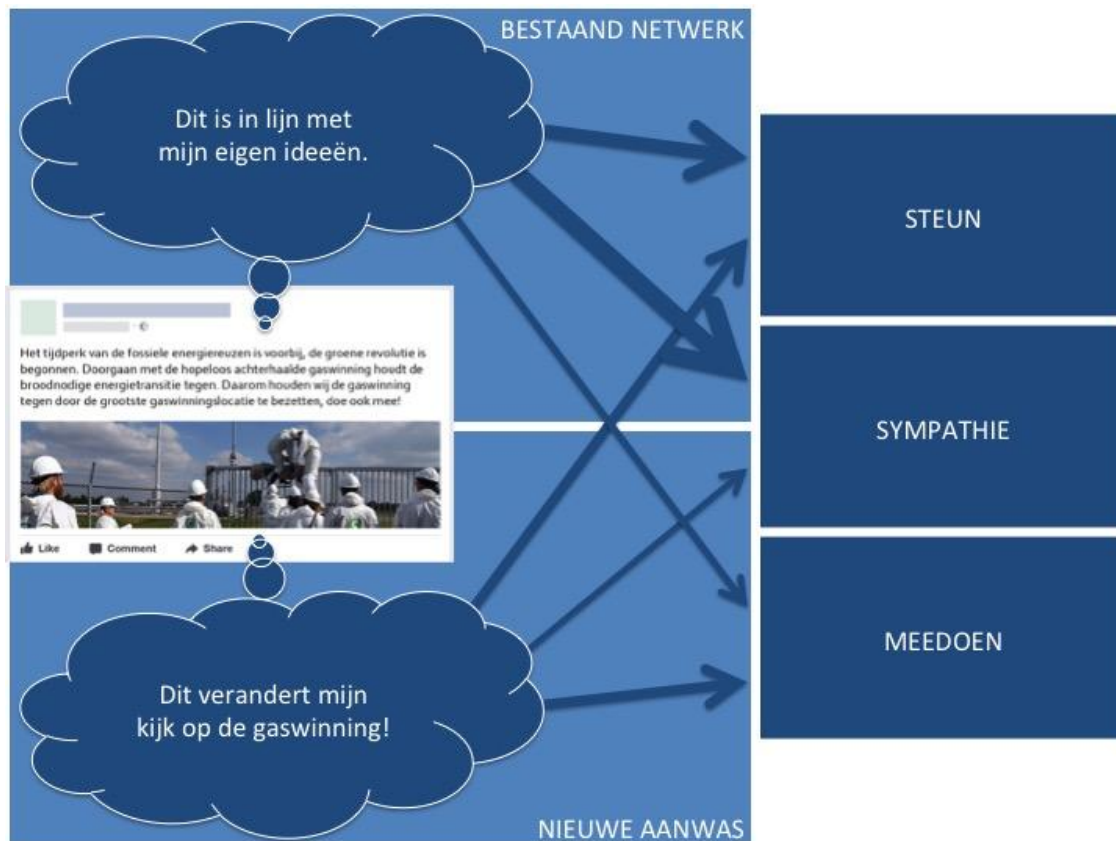 BESTAAND NETWERK
Dit is in lijn met
mijn eigen ideeën.
Het tijdperk van de fossiele energiereuzen is voorbij, de groene revolutie is
begonnen. Doorgaan met de hopeloos achterhaalde gaswinning houdt de
broodnodige energietransitie tegen. Daarom houden wij de gaswinning
tegen door de grootste gaswinningslocatie te bezetten, doe ook mee!
Like Comment Share
Dit verandert mijn
kijk op de gaswinning!
NIEUWE AANWAS
STEUN
SYMPATHIE
MEEDOEN